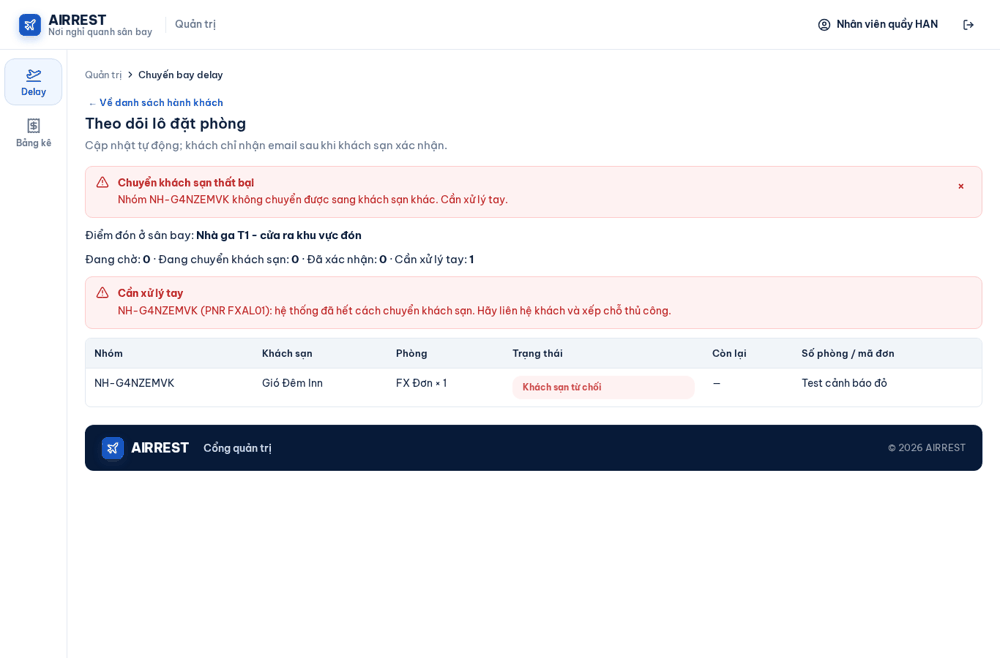 AIRREST
Nơi nghỉ quanh sân bay
Quản trị
Nhân viên quầy HAN
Delay
Bảng kê
Quản trị > Chuyến bay delay
← Về danh sách hành khách
Theo dõi lô đặt phòng
Cập nhật tự động; khách chỉ nhận email sau khi khách sạn xác nhận.
Chuyển khách sạn thất bại
Nhóm NH-G4NZEMVK không chuyển được sang khách sạn khác. Cần xử lý tay.
×
Điểm đón ở sân bay: Nhà ga T1 - cửa ra khu vực đón
Đang chờ: 0 · Đang chuyển khách sạn: 0 · Đã xác nhận: 0 · Cần xử lý tay: 1
Cần xử lý tay
NH-G4NZEMVK (PNR FXAL01): hệ thống đã hết cách chuyển khách sạn. Hãy liên hệ khách và xếp chỗ thủ công.
Nhóm Khách sạn Phòng Trạng thái Còn lại Số phòng / mã đơn
NH-G4NZEMVK Gió Đêm Inn FX Đơn × 1 Khách sạn từ chối — Test cảnh báo đỏ
AIRREST Cổng quản trị © 2026 AIRREST